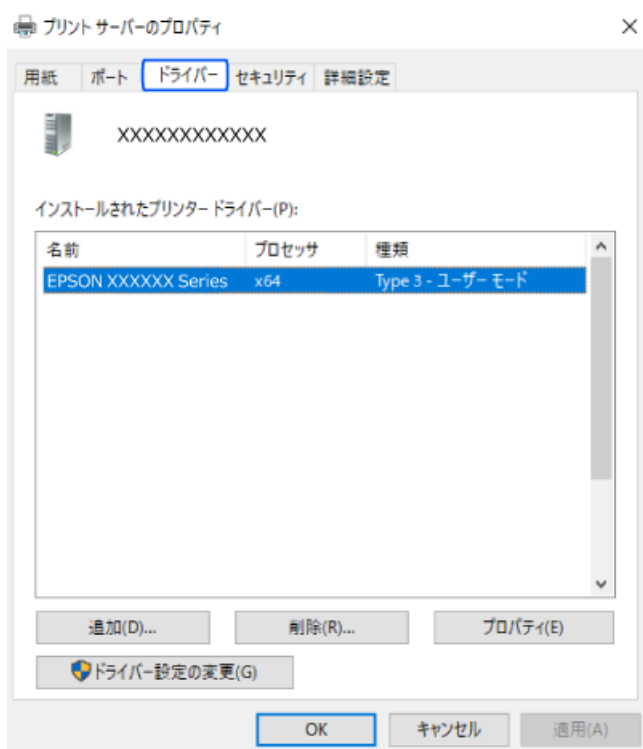 プリント サーバーのプロパティ
用紙 ポート ドライバー セキュリティ 詳細設定
XXXXXXXXXXXX
インストールされたプリンター ドライバー(P):
名前 プロセッサ 種類
EPSON XXXXXX Series x64 Type 3 - ユーザー モード
追加(D)... 削除(R)... プロパティ(E)
ドライバー設定の変更(G)
OK キャンセル 適用(A)